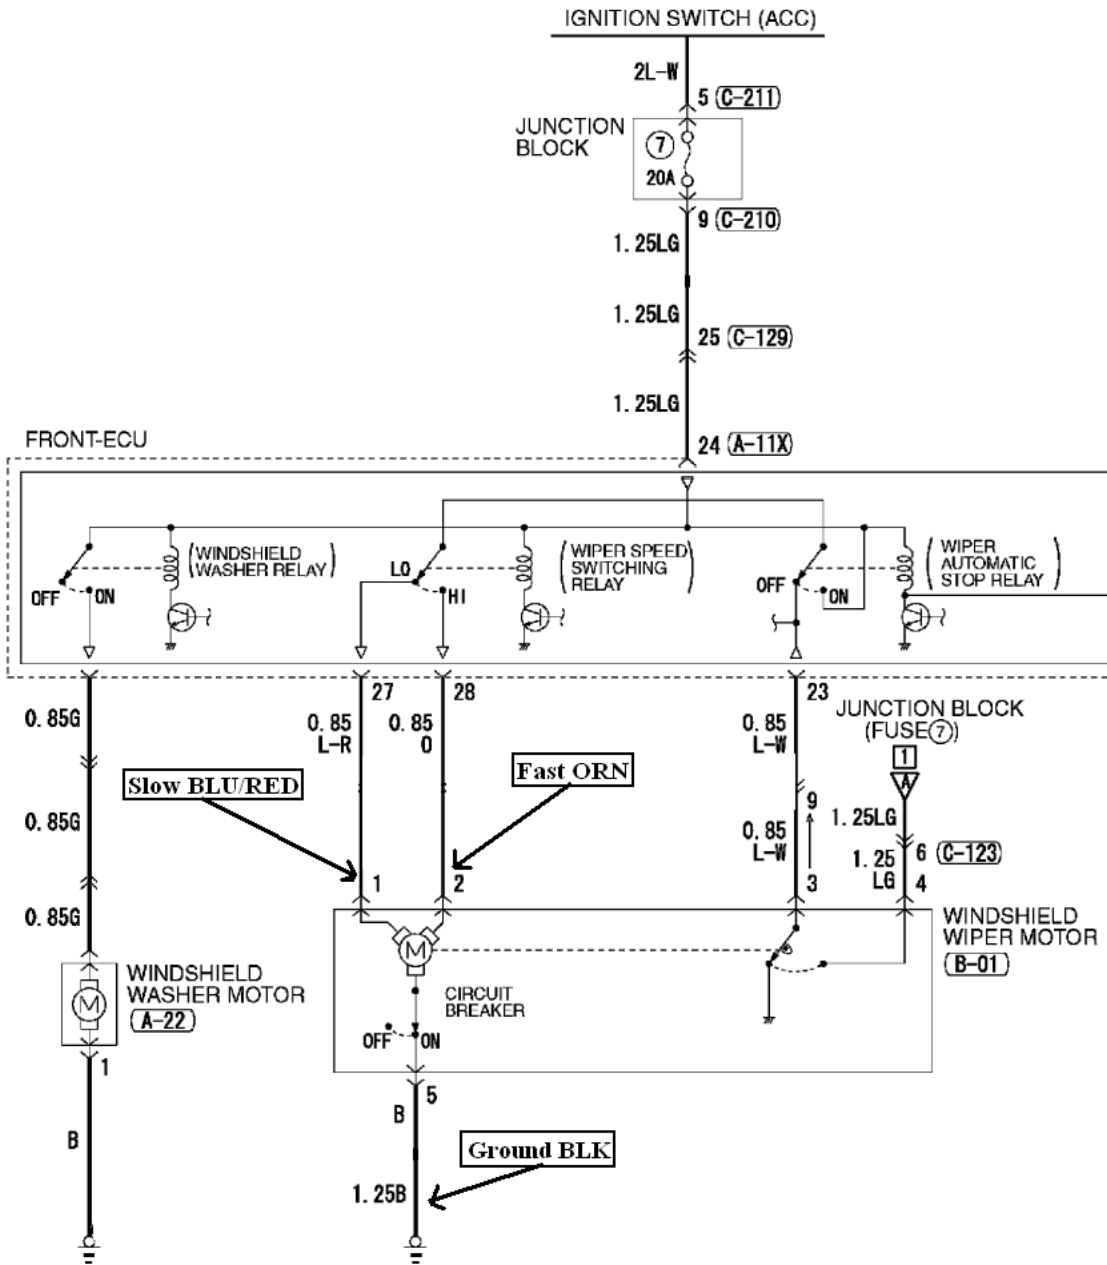 IGNITION SWITCH (ACC)
2L-W
5 (C-211)
JUNCTION
BLOCK
7
20A
9 (C-210)
1. 25LG
1. 25LG
25 (C-129)
1. 25LG
24 (A-11X)
FRONT-ECU
(WINDSHIELD
WASHER RELAY)
(WIPER SPEED
SWITCHING
RELAY)
(WIPER
AUTOMATIC
STOP RELAY)
OFF ON
LO
HI
OFF ON
27
28
23
0. 85G
0. 85
L-R
0. 85
O
0. 85
L-W
JUNCTION BLOCK
(FUSE 7)
1
A
Slow BLU/RED
Fast ORN
0. 85G
9
0. 85
L-W
1. 25LG
6 (C-123)
1. 25
LG
1
2
3
4
0. 85G
WINDSHIELD
WIPER MOTOR
(B-01)
M
WINDSHIELD
WASHER MOTOR
(A-22)
M
CIRCUIT
BREAKER
OFF ON
1
5
B
B
Ground BLK
1. 25B